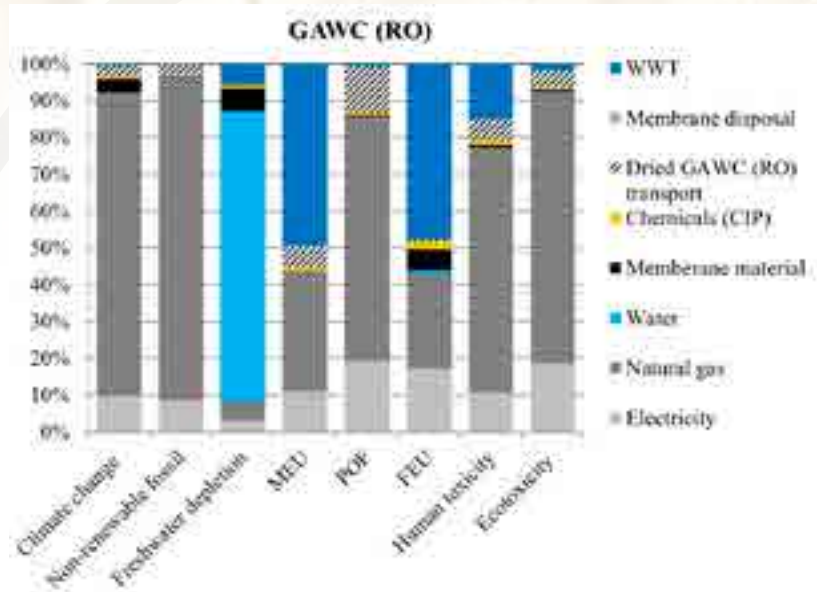 GAWC (RO)
100%
90%
80%
70%
60%
50%
40%
30%
20%
10%
0%
Climate change
Non-renewable fossil
Freshwater depletion
MEU
POF
FEU
Human toxicity
Ecotoxicity
WWT
Membrane disposal
Dried GAWC (RO)
transport
Chemicals (CIP)
Memberane material
Water
Natural gas
Electricity